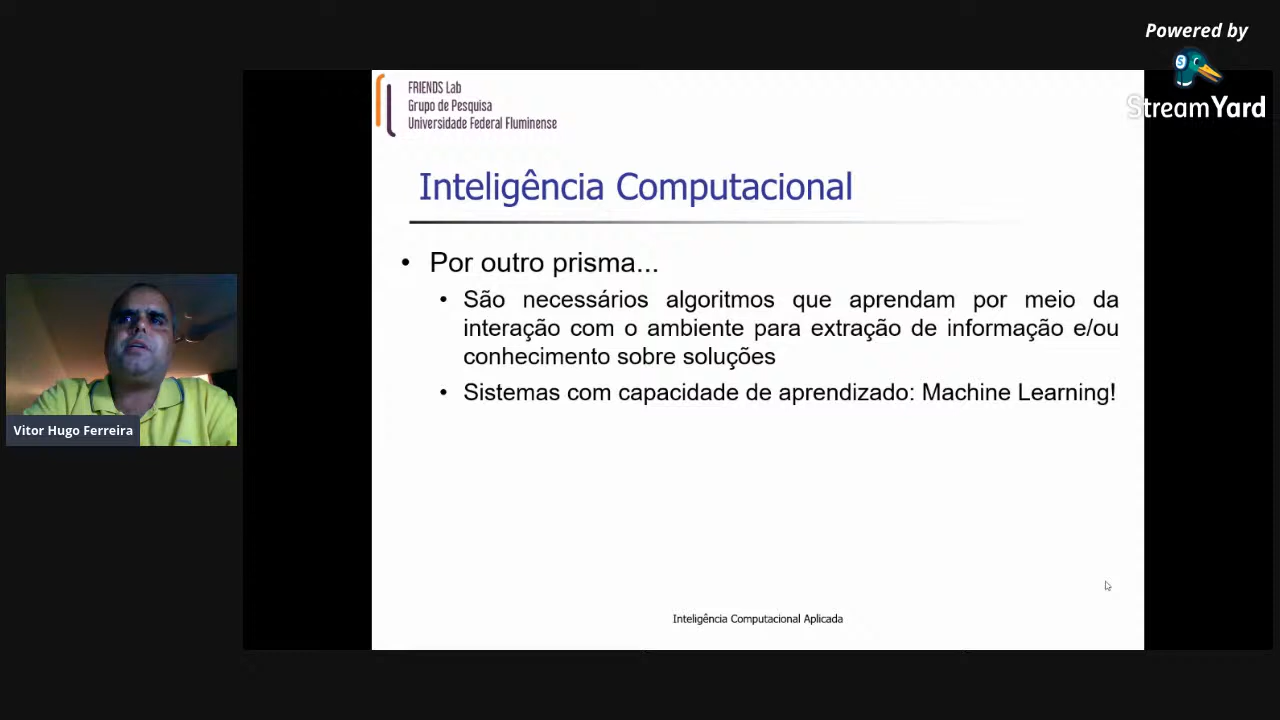 Powered by
StreamYard
FRIENDS Lab
Grupo de Pesquisa
Universidade Federal Fluminense
Inteligência Computacional
• Por outro prisma...
• São necessários algoritmos que aprendam por meio da
interação com o ambiente para extração de informação e/ou
conhecimento sobre soluções
• Sistemas com capacidade de aprendizado: Machine Learning!
Vitor Hugo Ferreira
Inteligência Computacional Aplicada